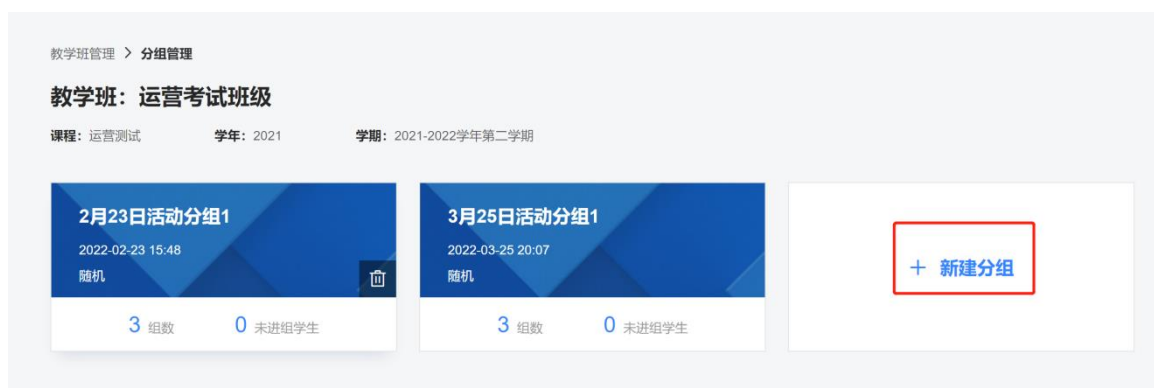 教学班管理 > 分组管理
教学班：运营考试班级
课程：运营测试 学年：2021 学期：2021-2022学年第二学期
2月23日活动分组1
2022-02-23 15:48
随机
3 组数 0 未进组学生
3月25日活动分组1
2022-03-25 20:07
随机
3 组数 0 未进组学生
+ 新建分组